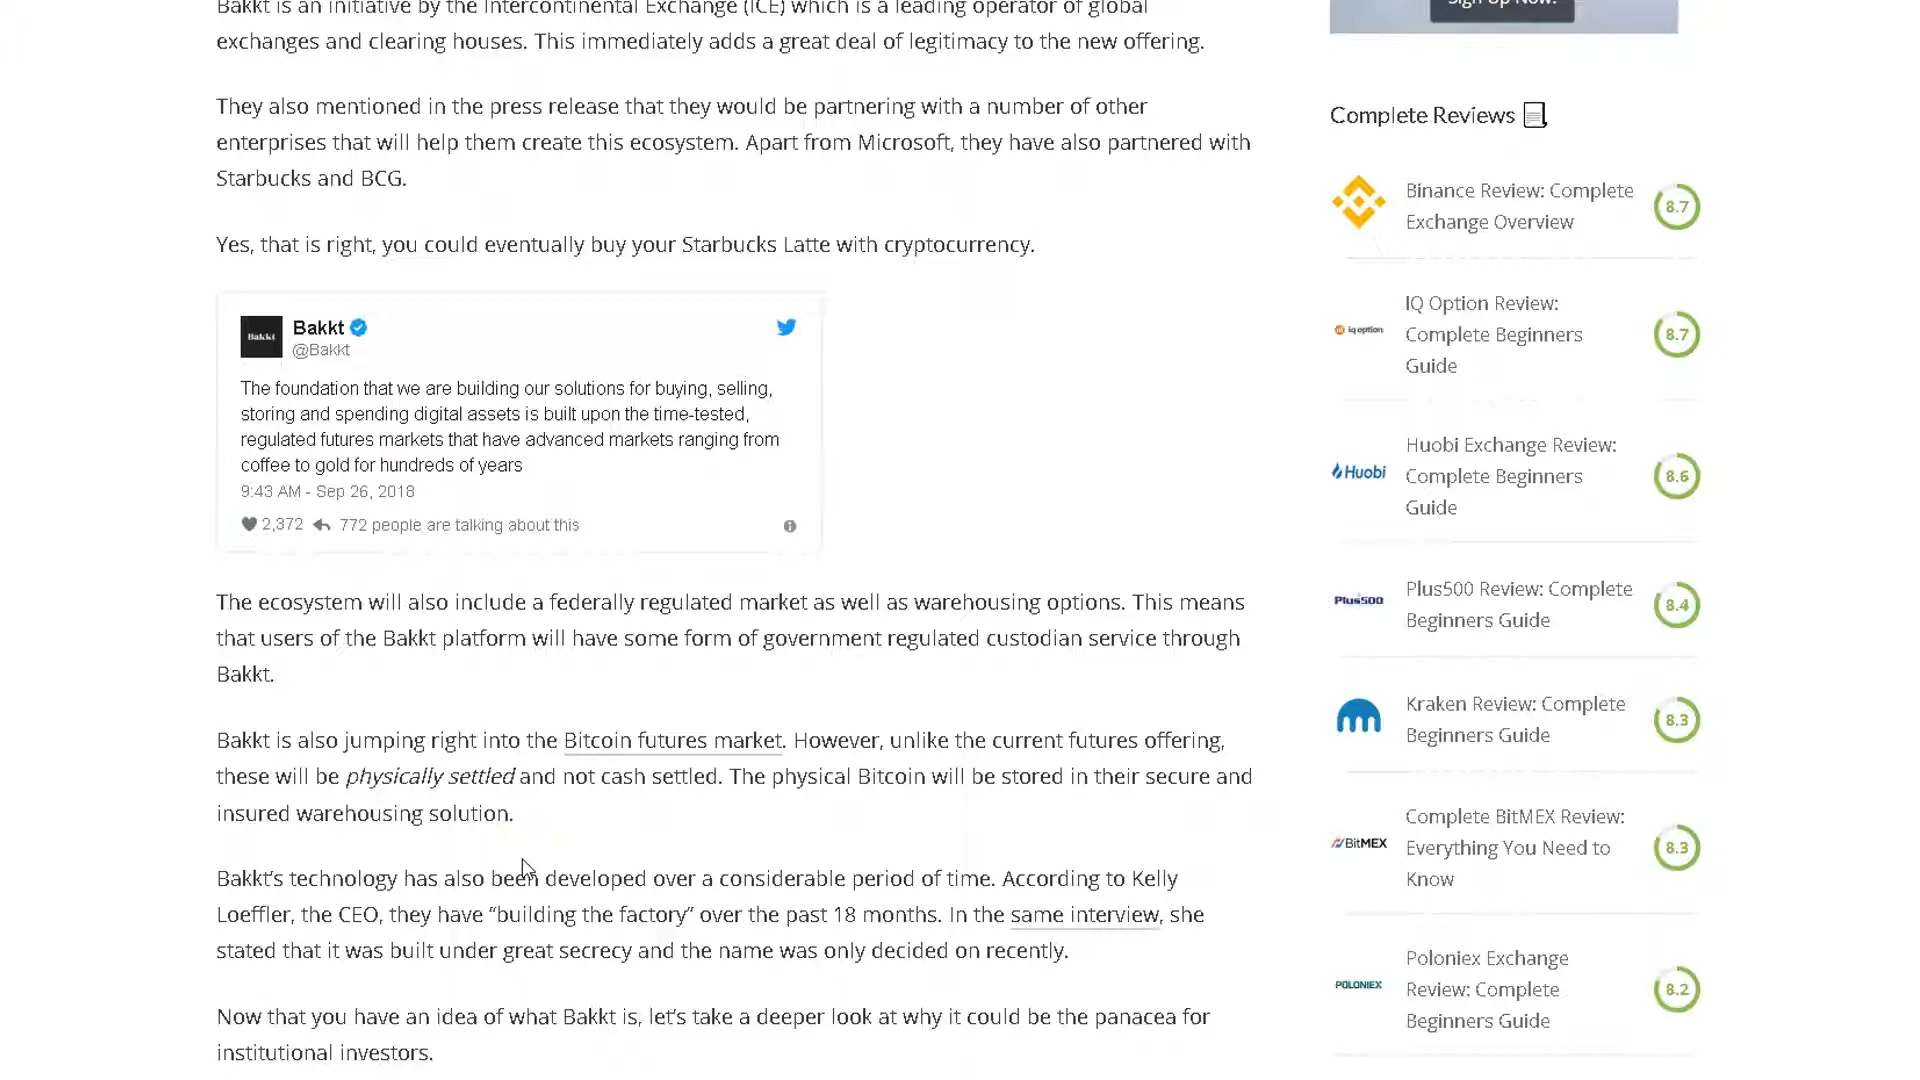 Bakkt is an initiative by the Intercontinental Exchange (ICE) which is a leading operator of global
exchanges and clearing houses. This immediately adds a great deal of legitimacy to the new offering.
They also mentioned in the press release that they would be partnering with a number of other
enterprises that will help them create this ecosystem. Apart from Microsoft, they have also partnered with
Starbucks and BCG.
Yes, that is right, you could eventually buy your Starbucks Latte with cryptocurrency.
Bakkt
Bakkt
@Bakkt
The foundation that we are building our solutions for buying, selling,
storing and spending digital assets is built upon the time-tested,
regulated futures markets that have advanced markets ranging from
coffee to gold for hundreds of years
9:43 AM - Sep 26, 2018
2,372 772 people are talking about this
The ecosystem will also include a federally regulated market as well as warehousing options. This means
that users of the Bakkt platform will have some form of government regulated custodian service through
Bakkt.
Bakkt is also jumping right into the Bitcoin futures market. However, unlike the current futures offering,
these will be physically settled and not cash settled. The physical Bitcoin will be stored in their secure and
insured warehousing solution.
Bakkt’s technology has also been developed over a considerable period of time. According to Kelly
Loeffler, the CEO, they have “building the factory” over the past 18 months. In the same interview, she
stated that it was built under great secrecy and the name was only decided on recently.
Now that you have an idea of what Bakkt is, let’s take a deeper look at why it could be the panacea for
institutional investors.
Sign Up Now!
Complete Reviews
Binance Review: Complete
Exchange Overview
8.7
iq option
IQ Option Review:
Complete Beginners
Guide
8.7
Huobi
Huobi Exchange Review:
Complete Beginners
Guide
8.6
Plus500
Plus500 Review: Complete
Beginners Guide
8.4
Kraken Review: Complete
Beginners Guide
8.3
BitMEX
Complete BitMEX Review:
Everything You Need to
Know
8.3
POLONIEX
Poloniex Exchange
Review: Complete
Beginners Guide
8.2